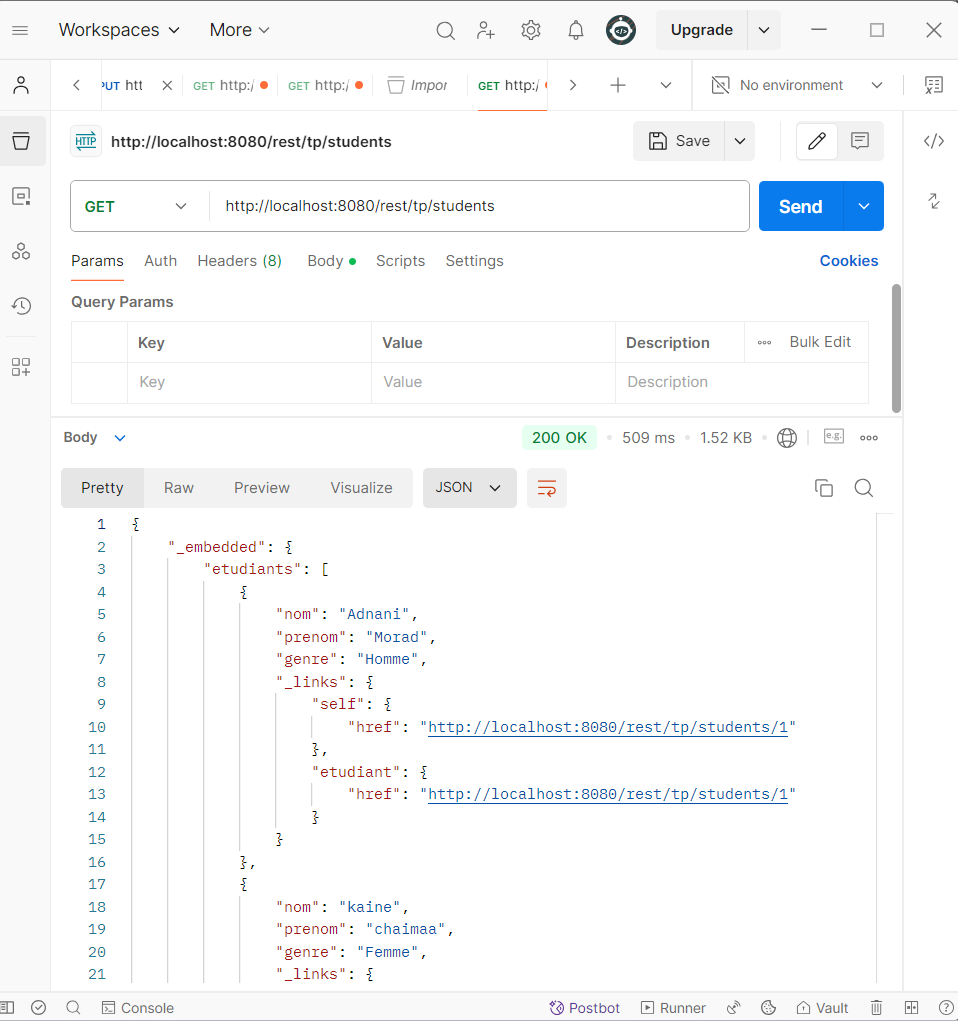 Workspaces More Upgrade
PUT htt GET http:/ GET http:/ Impor GET http:/ No environment
HTTP http://localhost:8080/rest/tp/students Save
GET http://localhost:8080/rest/tp/students Send
Params Auth Headers (8) Body Scripts Settings Cookies
Query Params
Key Value Description Bulk Edit
Key Value Description
Body 200 OK 509 ms 1.52 KB e.g.
Pretty Raw Preview Visualize JSON
1 {
2 "_embedded": {
3 "etudiants": [
4 {
5 "nom": "Adnani",
6 "prenom": "Morad",
7 "genre": "Homme",
8 "_links": {
9 "self": {
10 "href": "http://localhost:8080/rest/tp/students/1"
11 },
12 "etudiant": {
13 "href": "http://localhost:8080/rest/tp/students/1"
14 }
15 }
16 },
17 {
18 "nom": "kaine",
19 "prenom": "chaimaa",
20 "genre": "Femme",
21 "_links": {
Console Postbot Runner Vault